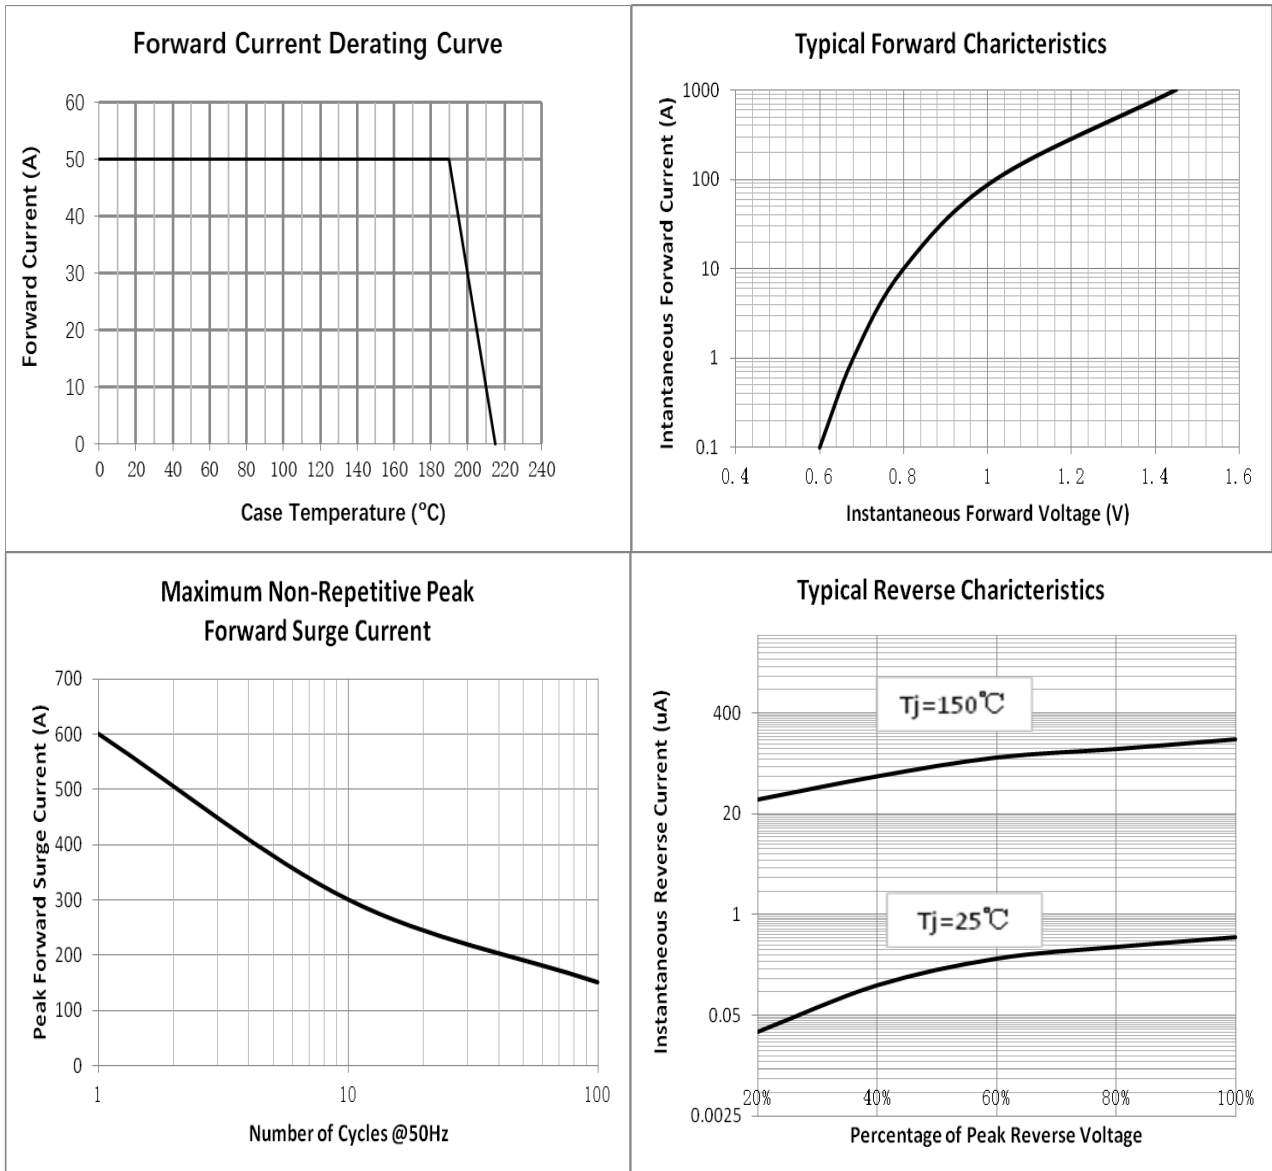 Forward Current Derating Curve
Forward Current (A)
60
50
40
30
20
10
0
0 20 40 60 80 100 120 140 160 180 200 220 240
Case Temperature (°C)
Typical Forward Charicteristics
Intantaneous Forward Current (A)
1000
100
10
1
0.1
0.4 0.6 0.8 1 1.2 1.4 1.6
Instantaneous Forward Voltage (V)
Maximum Non-Repetitive Peak
Forward Surge Current
Peak Forward Surge Current (A)
700
600
500
400
300
200
100
0
1 10 100
Number of Cycles @50Hz
Typical Reverse Charicteristics
Instantaneous Reverse Current (uA)
Tj=150℃
400
20
1
Tj=25℃
0.05
0.0025
20% 40% 60% 80% 100%
Percentage of Peak Reverse Voltage